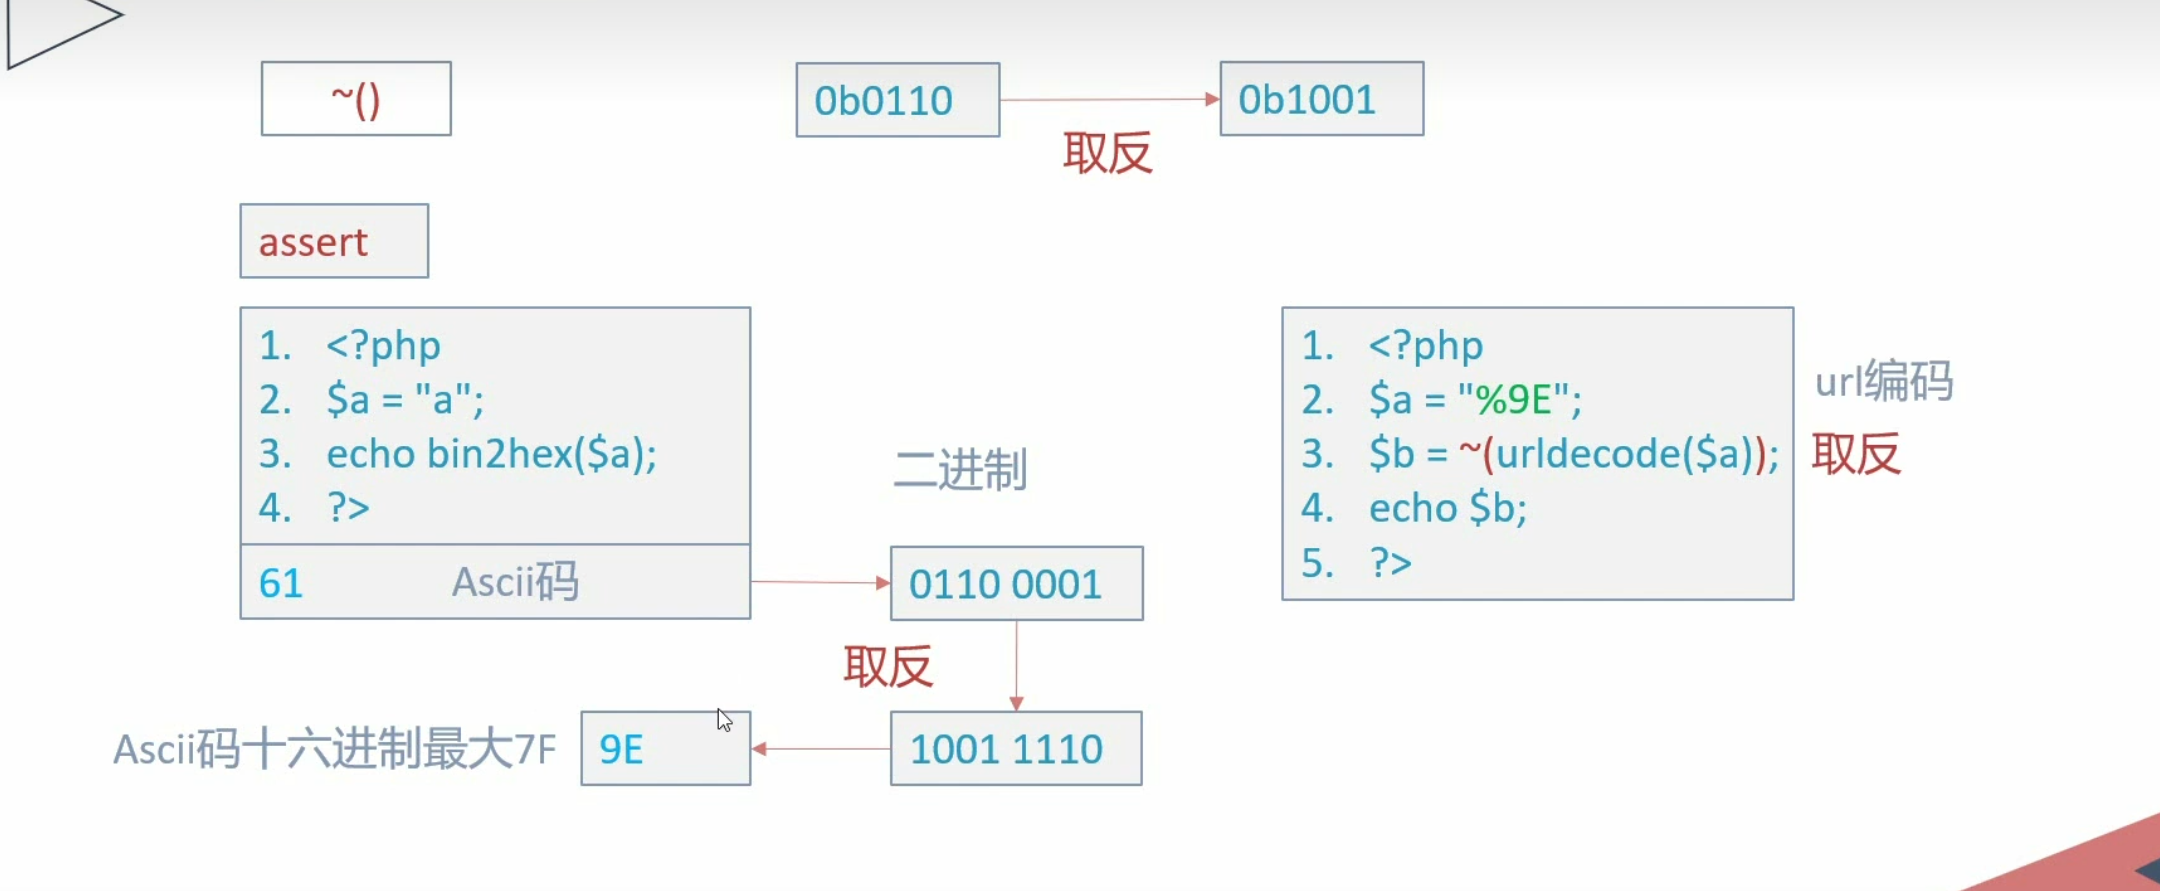 ~()
0b0110
0b1001
取反
assert
1. <?php
2. $a = "a";
3. echo bin2hex($a);
4. ?>
61 Ascii码
二进制
0110 0001
取反
1001 1110
9E
Ascii码十六进制最大7F
1. <?php
2. $a = "%9E";
3. $b = ~(urldecode($a));
4. echo $b;
5. ?>
url编码
取反